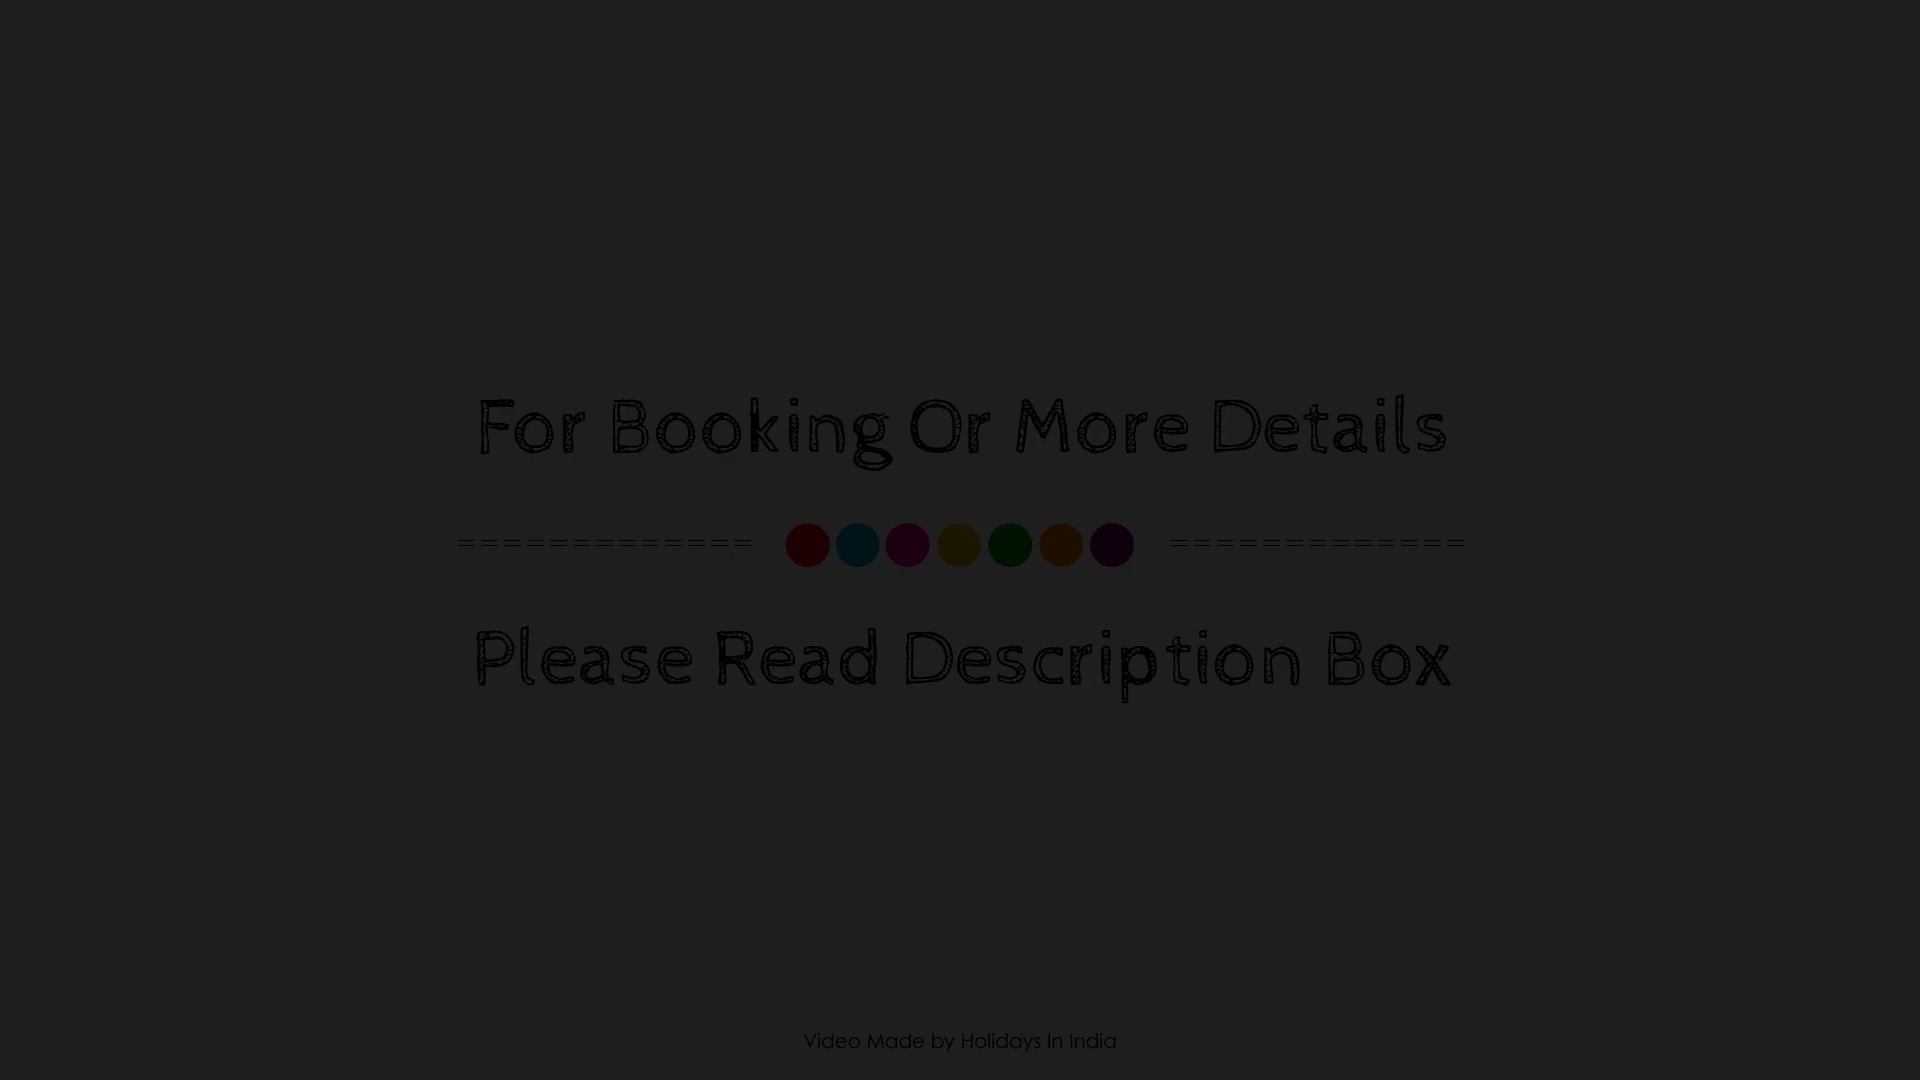 For Booking Or More Details
============= =============
Please Read Description Box
Video Made by Holidays In India